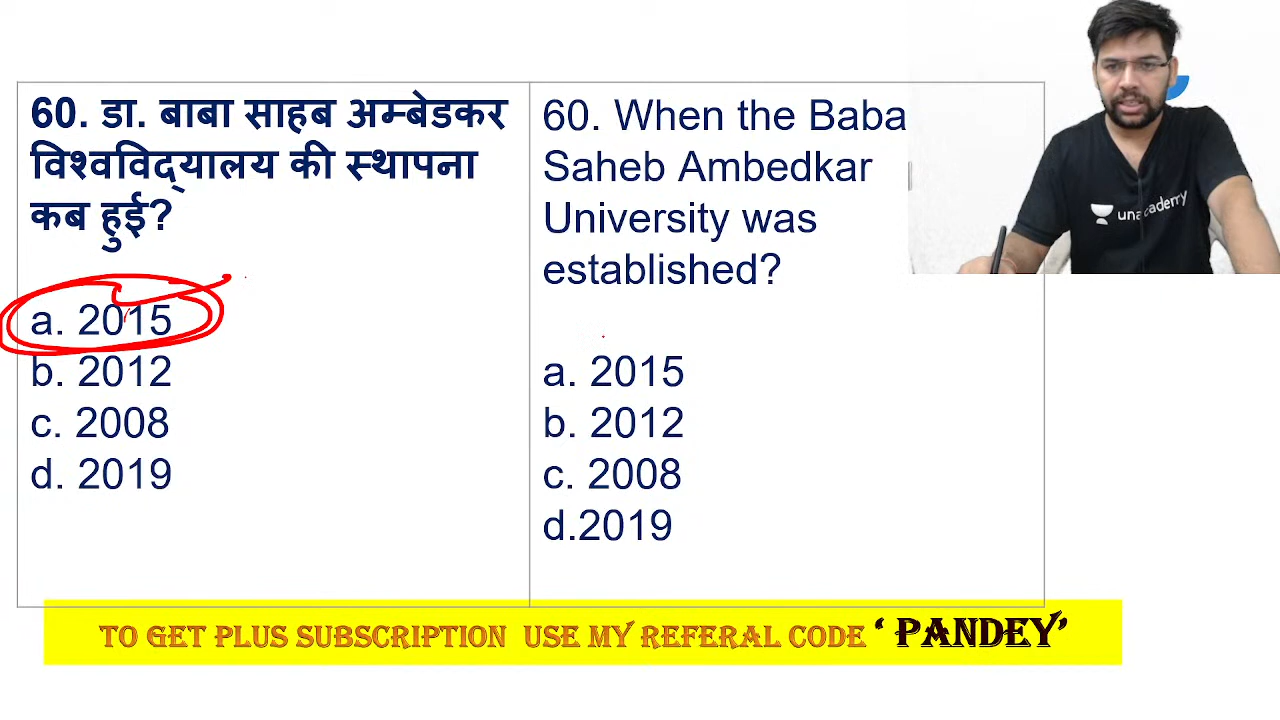 60. डा. बाबा साहब अम्बेडकर
विश्वविद्यालय की स्थापना
कब हुई?
a. 2015
b. 2012
c. 2008
d. 2019
60. When the Baba
Saheb Ambedkar
University was
established?
a. 2015
b. 2012
c. 2008
d.2019
unacademy
TO GET PLUS SUBSCRIPTION USE MY REFERAL CODE ‘ PANDEY’